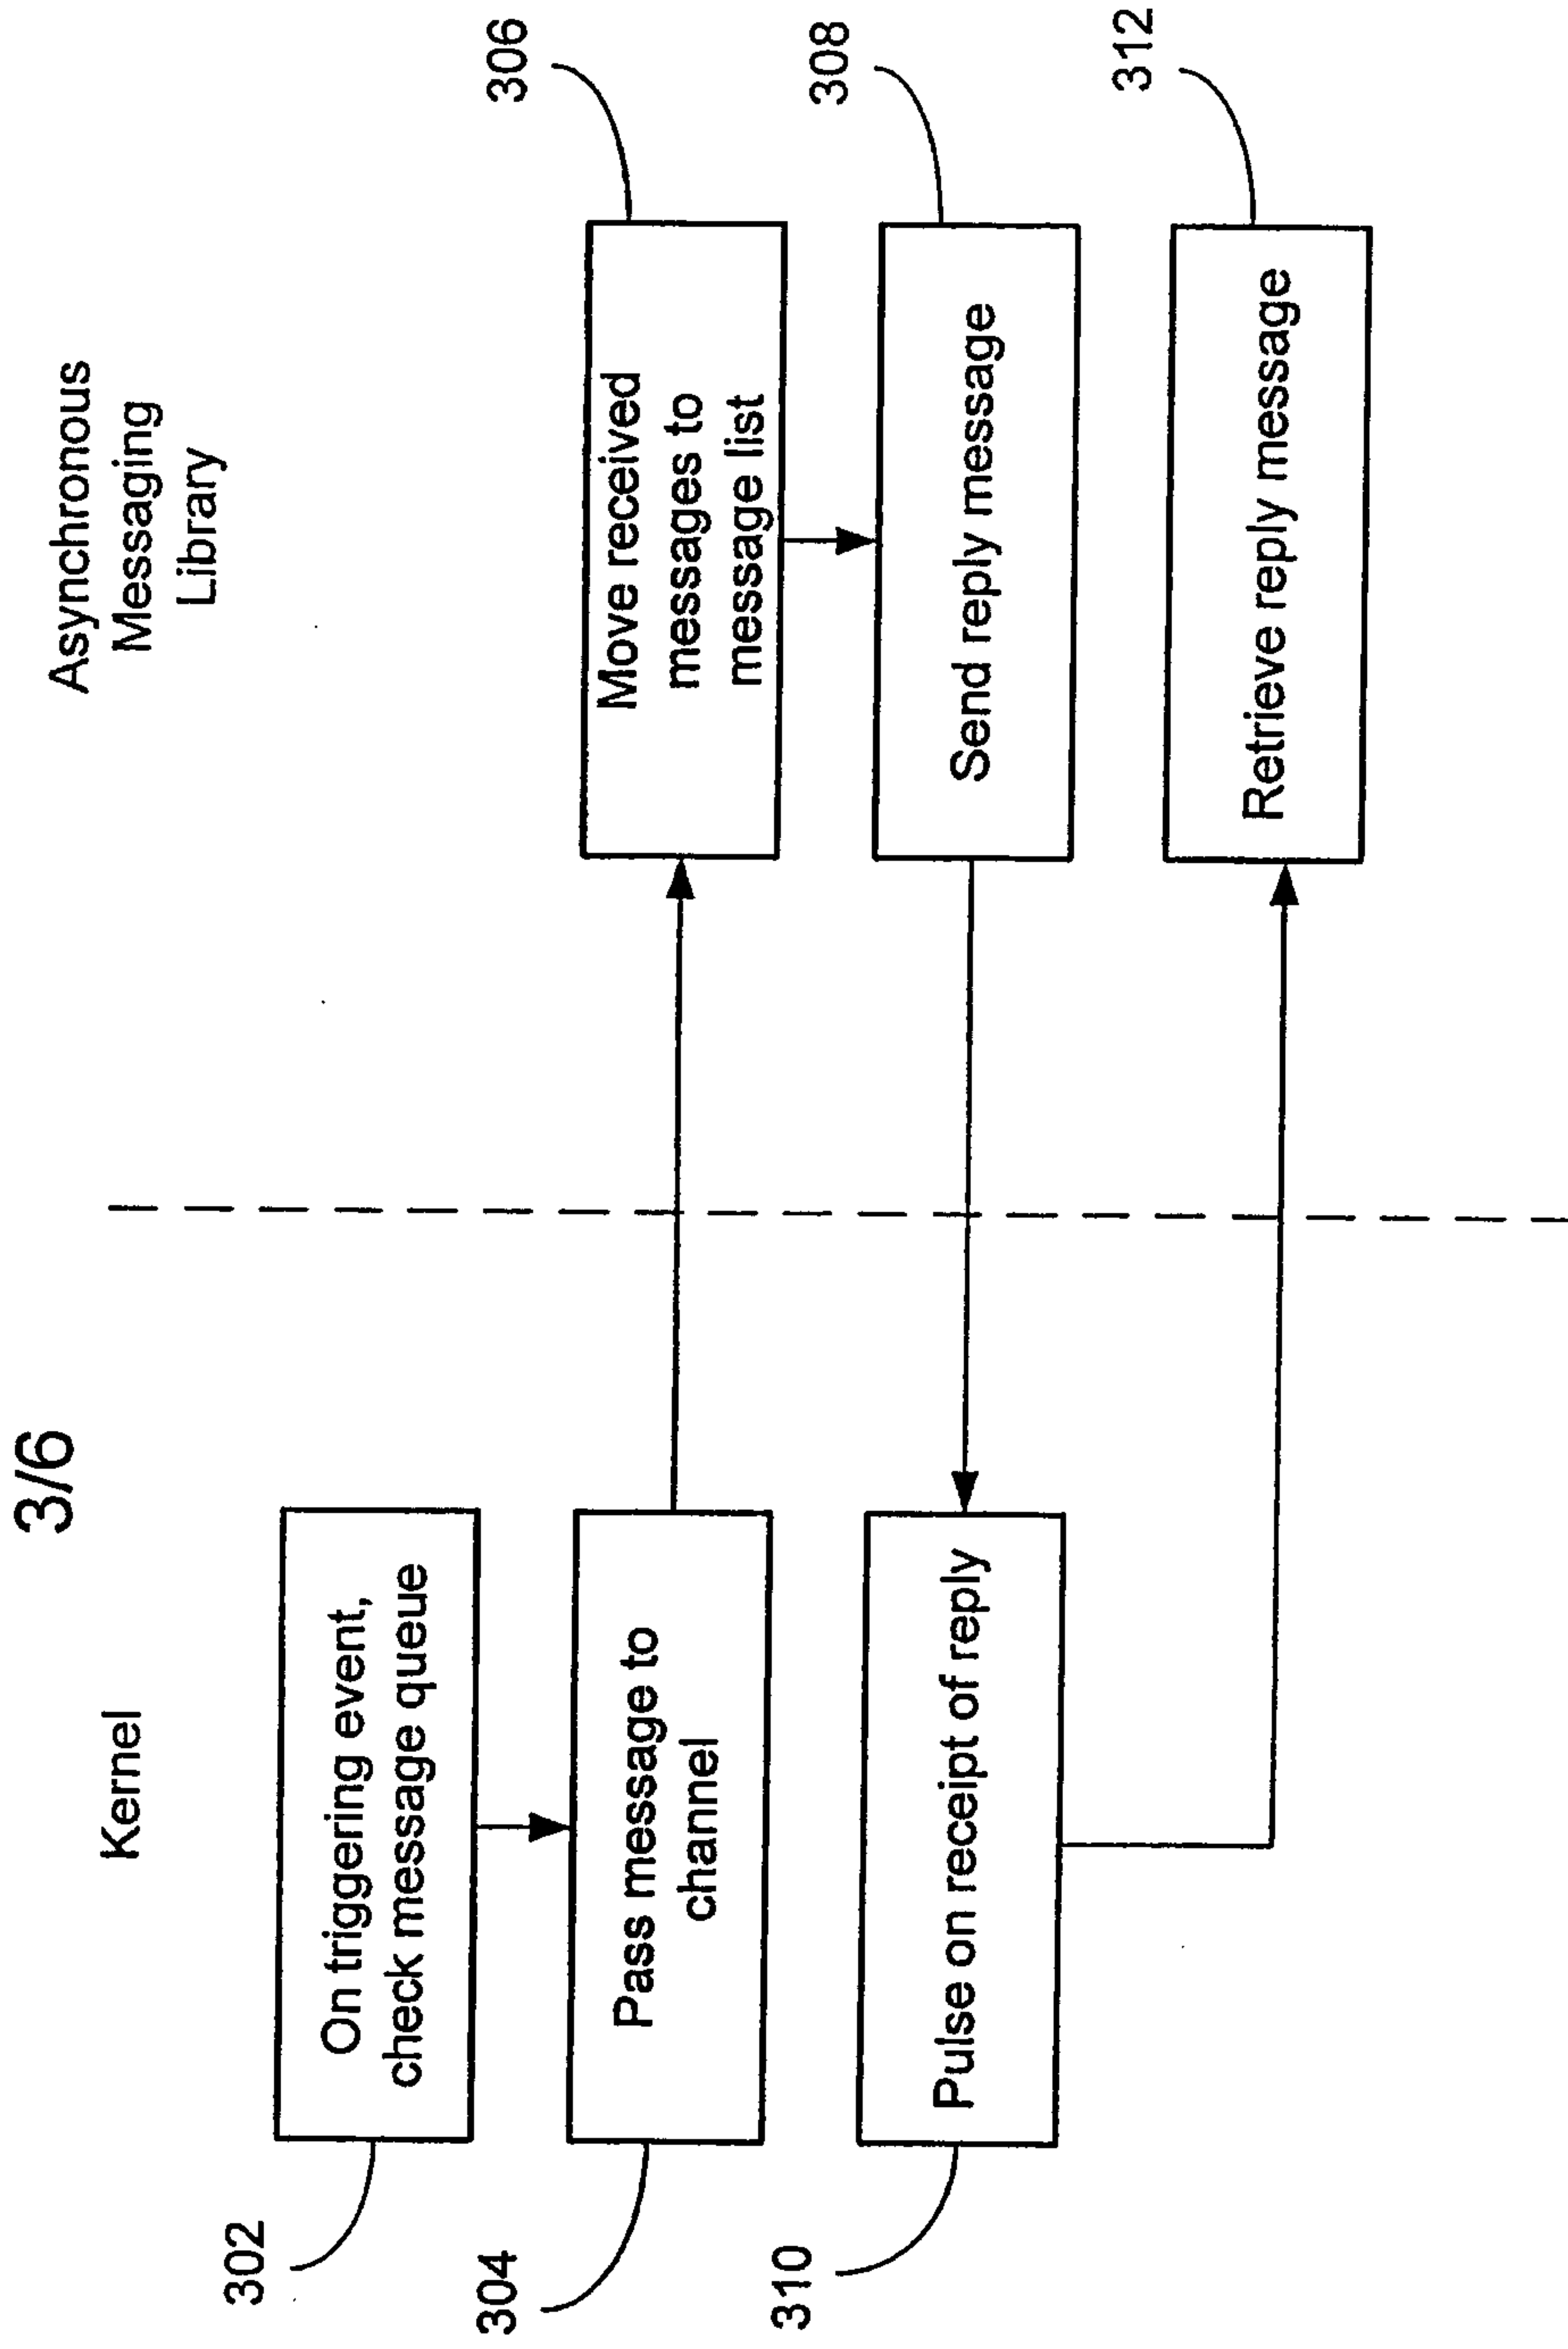 3/6
Kernel
Asynchronous
Messaging
Library
302
On triggering event,
check message queue
304
Pass message to
channel
306
Move received
messages to
message list
308
Send reply message
310
Pulse on receipt of reply
312
Retrieve reply message